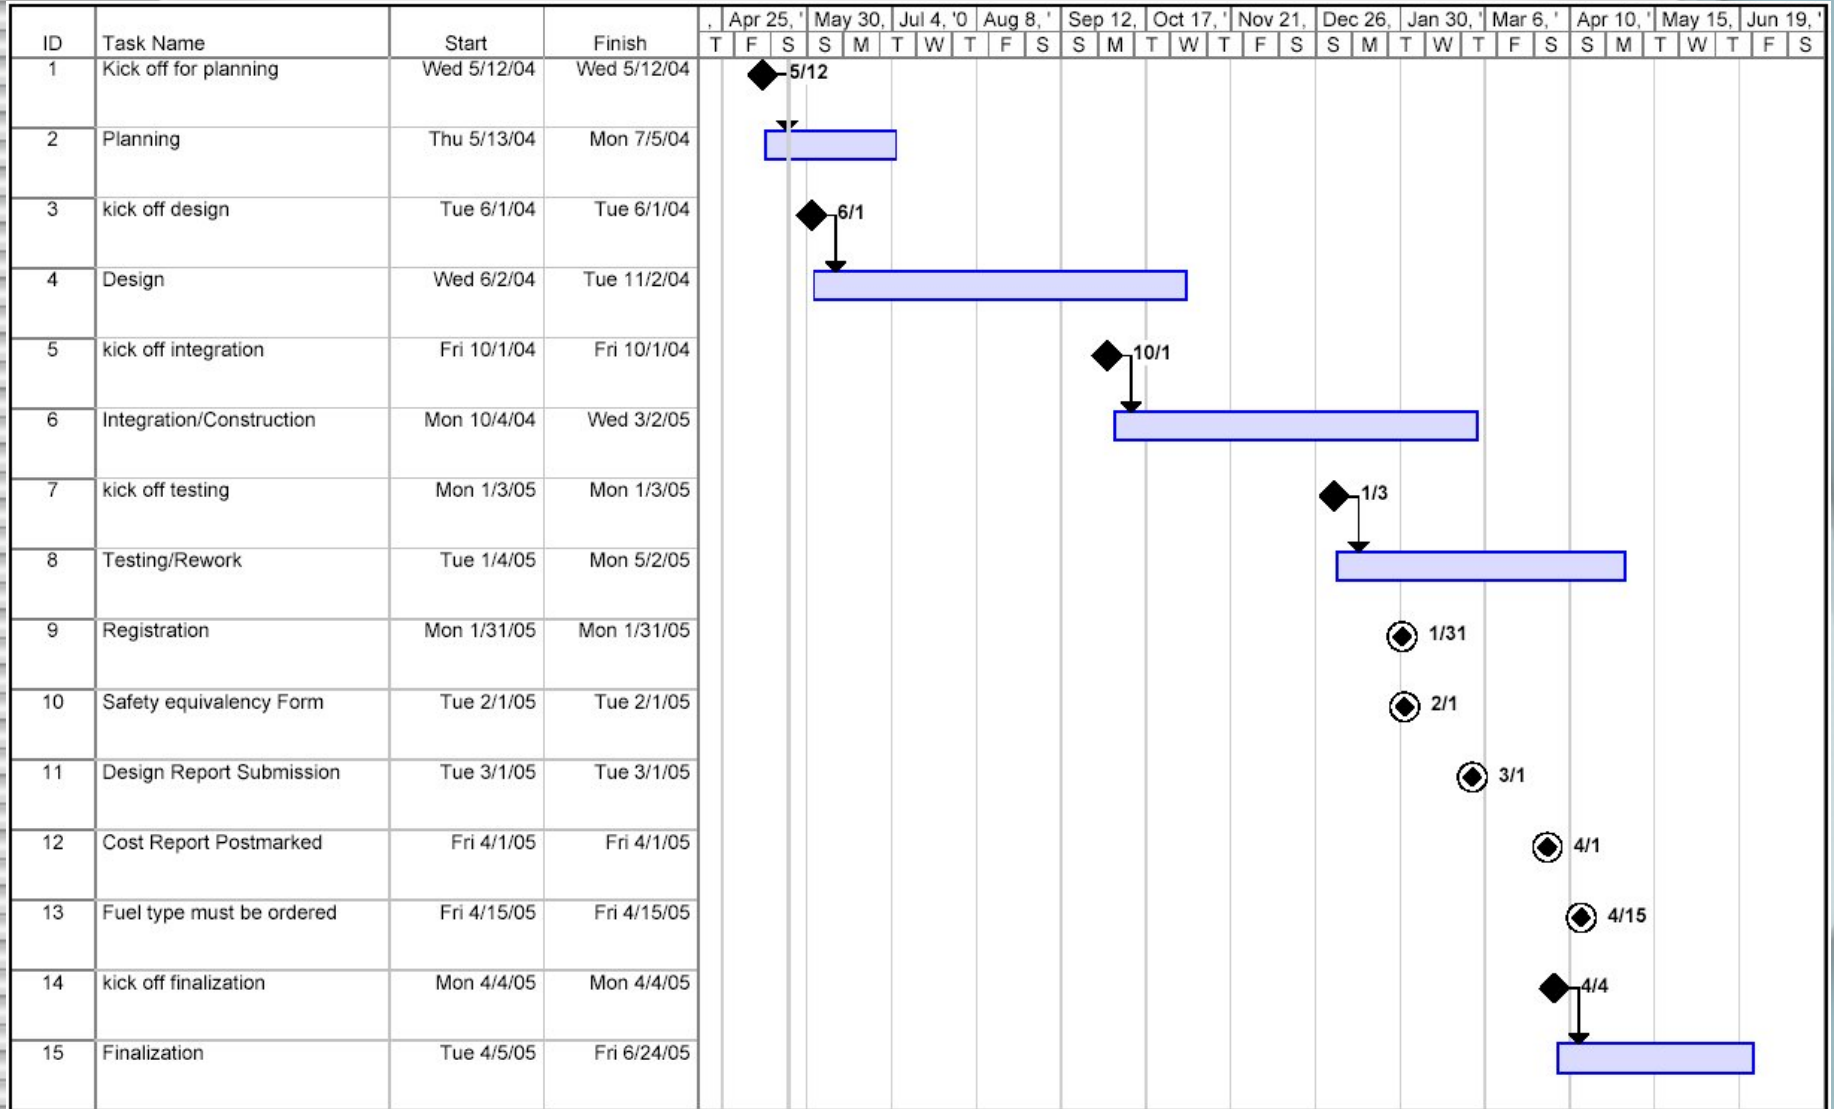 , Apr 25, ' May 30, Jul 4, '0 Aug 8, ' Sep 12, Oct 17, ' Nov 21, Dec 26, Jan 30, ' Mar 6, ' Apr 10, ' May 15, Jun 19, '
ID Task Name Start Finish T F S S M T W T F S S M T W T F S S M T W T F S S M T W T F S
1 Kick off for planning Wed 5/12/04 Wed 5/12/04 5/12
2 Planning Thu 5/13/04 Mon 7/5/04
3 kick off design Tue 6/1/04 Tue 6/1/04 6/1
4 Design Wed 6/2/04 Tue 11/2/04
5 kick off integration Fri 10/1/04 Fri 10/1/04 10/1
6 Integration/Construction Mon 10/4/04 Wed 3/2/05
7 kick off testing Mon 1/3/05 Mon 1/3/05 1/3
8 Testing/Rework Tue 1/4/05 Mon 5/2/05
9 Registration Mon 1/31/05 Mon 1/31/05 1/31
10 Safety equivalency Form Tue 2/1/05 Tue 2/1/05 2/1
11 Design Report Submission Tue 3/1/05 Tue 3/1/05 3/1
12 Cost Report Postmarked Fri 4/1/05 Fri 4/1/05 4/1
13 Fuel type must be ordered Fri 4/15/05 Fri 4/15/05 4/15
14 kick off finalization Mon 4/4/05 Mon 4/4/05 4/4
15 Finalization Tue 4/5/05 Fri 6/24/05